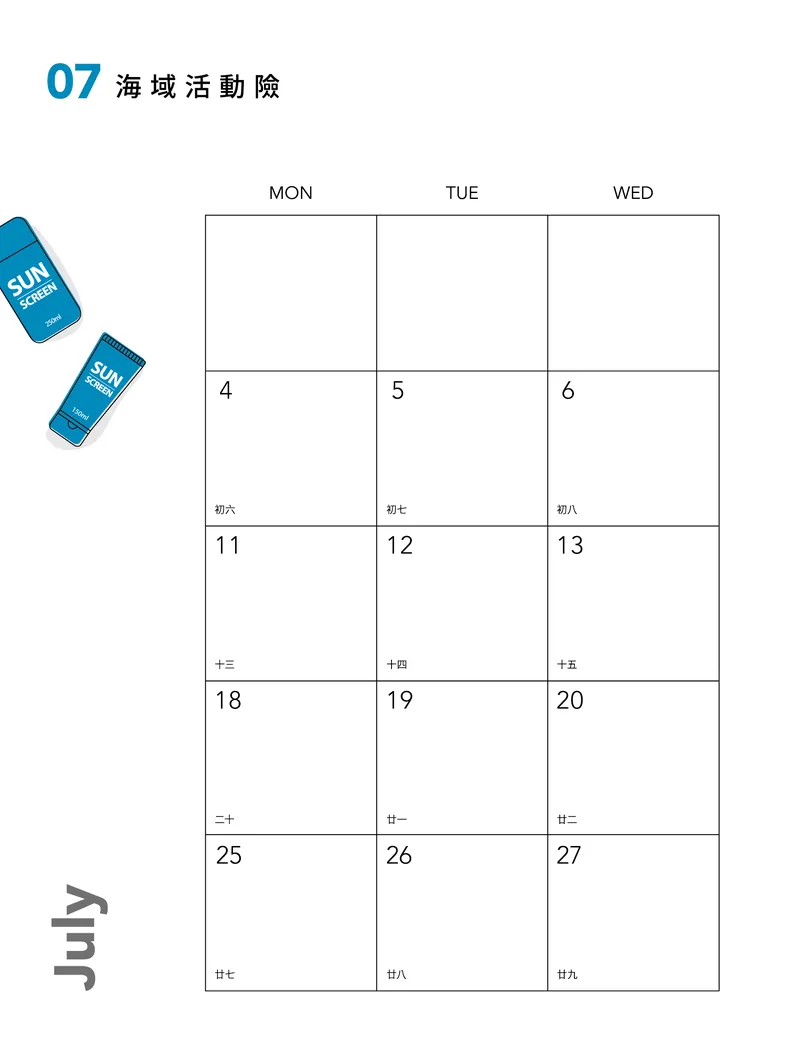 07 海域活動險
MON TUE WED
SUN
SCREEN
250ml
SUN
SCREEN
150ml
4 5 6
初六 初七 初八
11 12 13
十三 十四 十五
18 19 20
二十 廿一 廿二
25 26 27
廿七 廿八 廿九
July